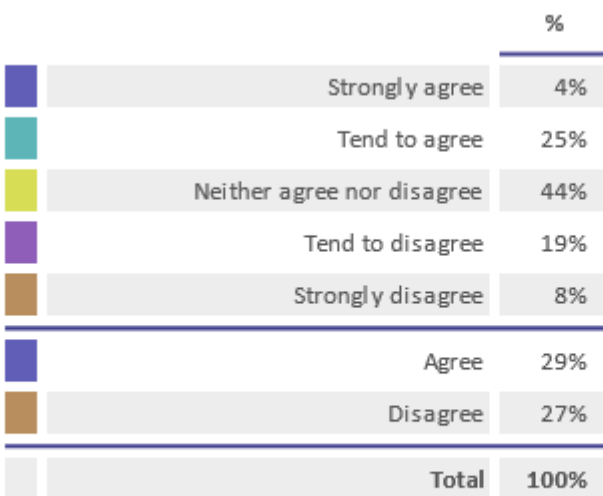 %
Strongly agree 4%
Tend to agree 25%
Neither agree nor disagree 44%
Tend to disagree 19%
Strongly disagree 8%
Agree 29%
Disagree 27%
Total 100%